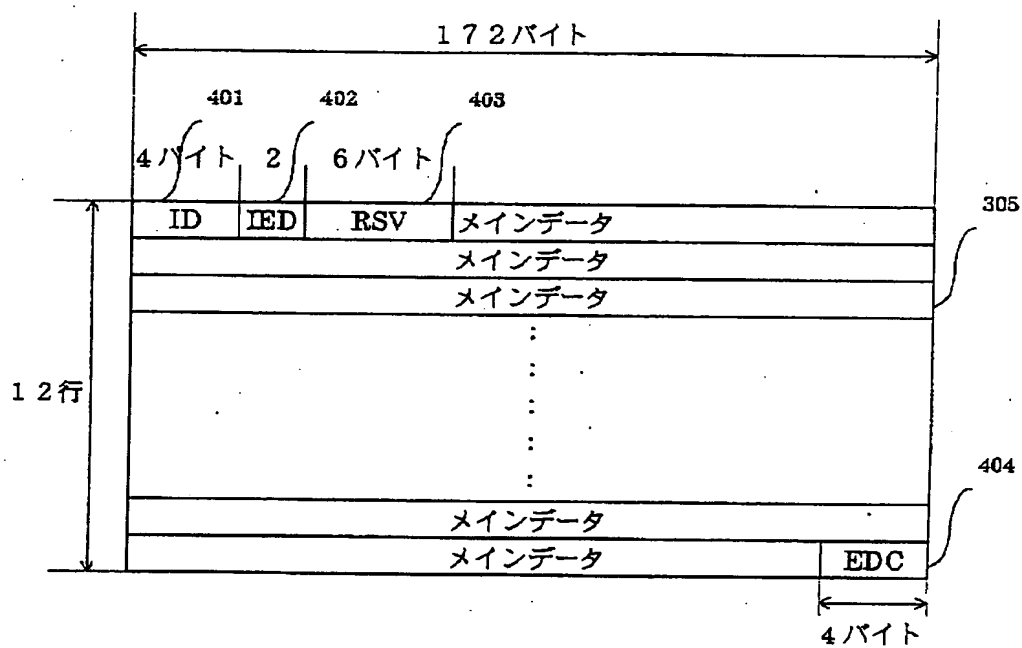 172バイト
401
402
403
4バイト
2
6バイト
305
ID
IED
RSV
メインデータ
メインデータ
メインデータ
12行
404
メインデータ
メインデータ
EDC
4バイト